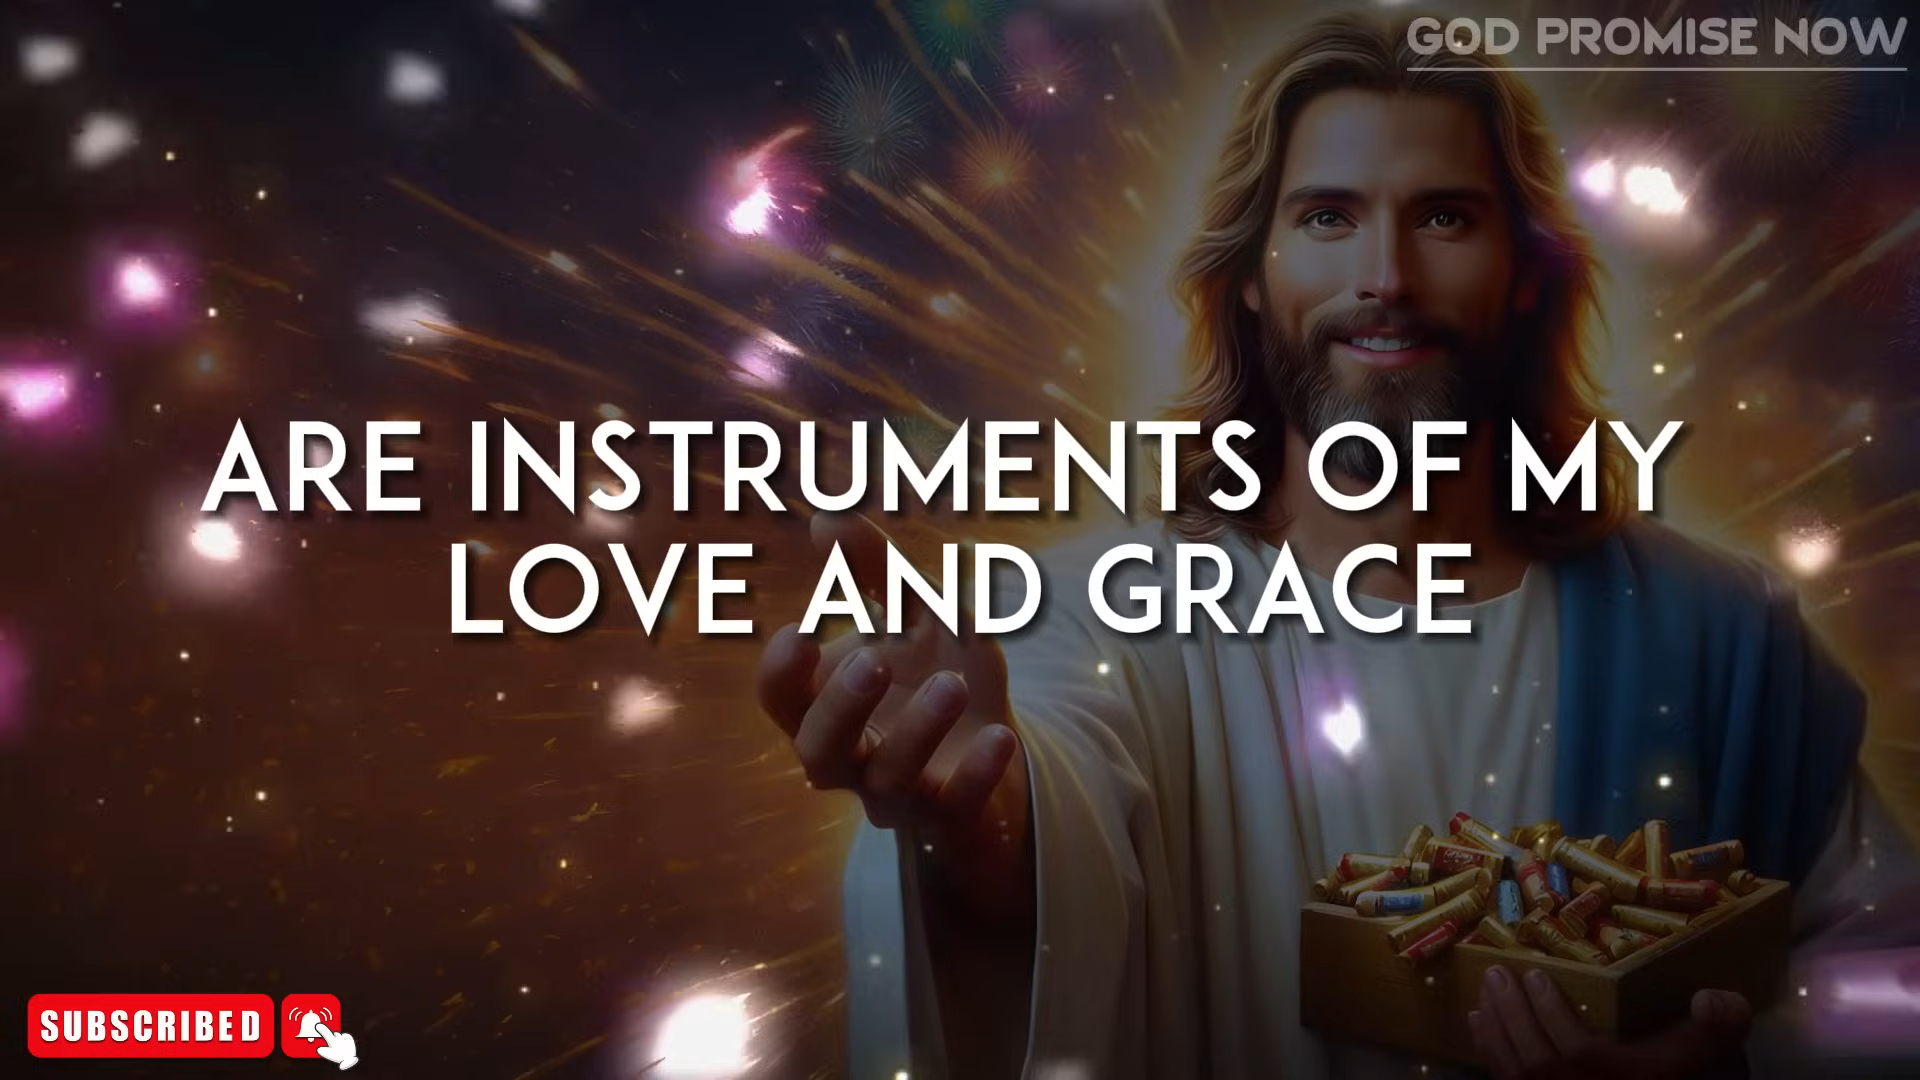 GOD PROMISE NOW
ARE INSTRUMENTS OF MY
LOVE AND GRACE
SUBSCRIBED